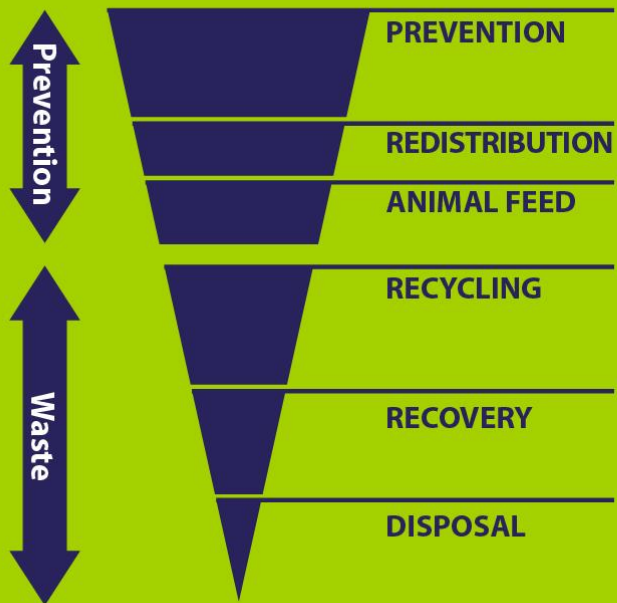 Prevention
PREVENTION
REDISTRIBUTION
ANIMAL FEED
Waste
RECYCLING
RECOVERY
DISPOSAL